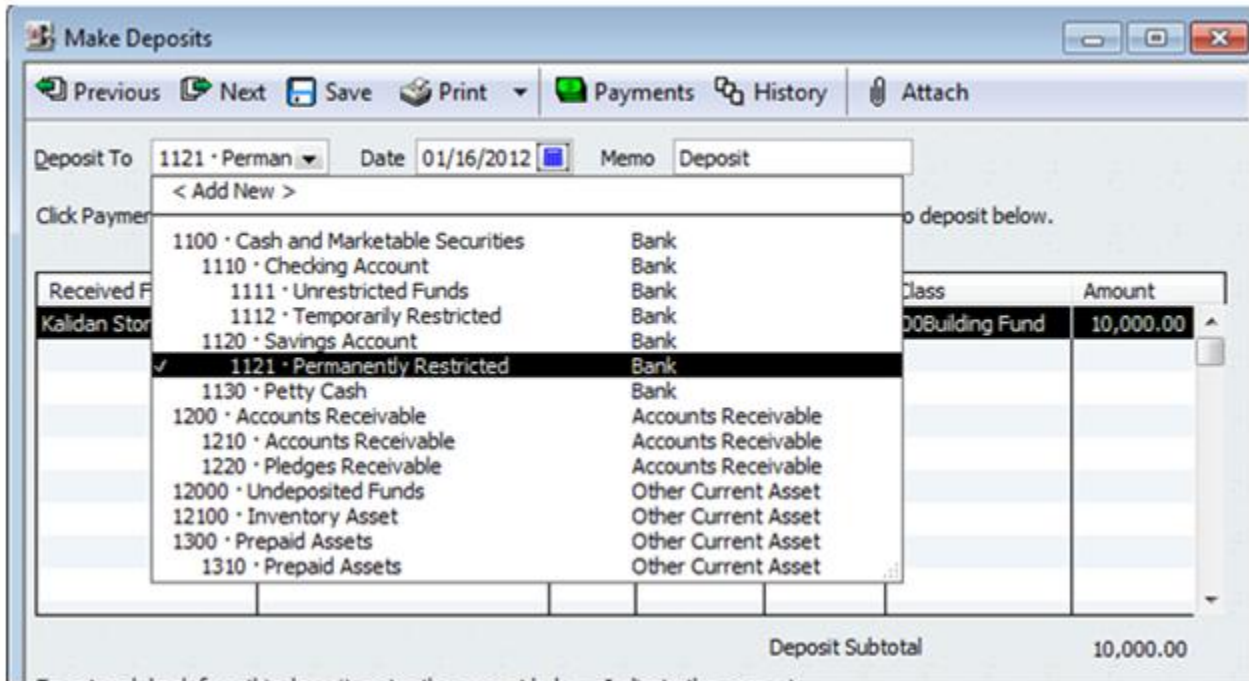 Make Deposits
Previous Next Save Print Payments History Attach
Deposit To 1121 · Perman Date 01/16/2012 Memo Deposit
< Add New >
Click Paymer o deposit below.
1100 · Cash and Marketable Securities Bank
1110 · Checking Account Bank
Received F Class Amount
1111 · Unrestricted Funds Bank
Kalidan Stor 1112 · Temporarily Restricted Bank 00Building Fund 10,000.00
1120 · Savings Account Bank
✓ 1121 · Permanently Restricted Bank
1130 · Petty Cash Bank
1200 · Accounts Receivable Accounts Receivable
1210 · Accounts Receivable Accounts Receivable
1220 · Pledges Receivable Accounts Receivable
12000 · Undeposited Funds Other Current Asset
12100 · Inventory Asset Other Current Asset
1300 · Prepaid Assets Other Current Asset
1310 · Prepaid Assets Other Current Asset
Deposit Subtotal 10,000.00